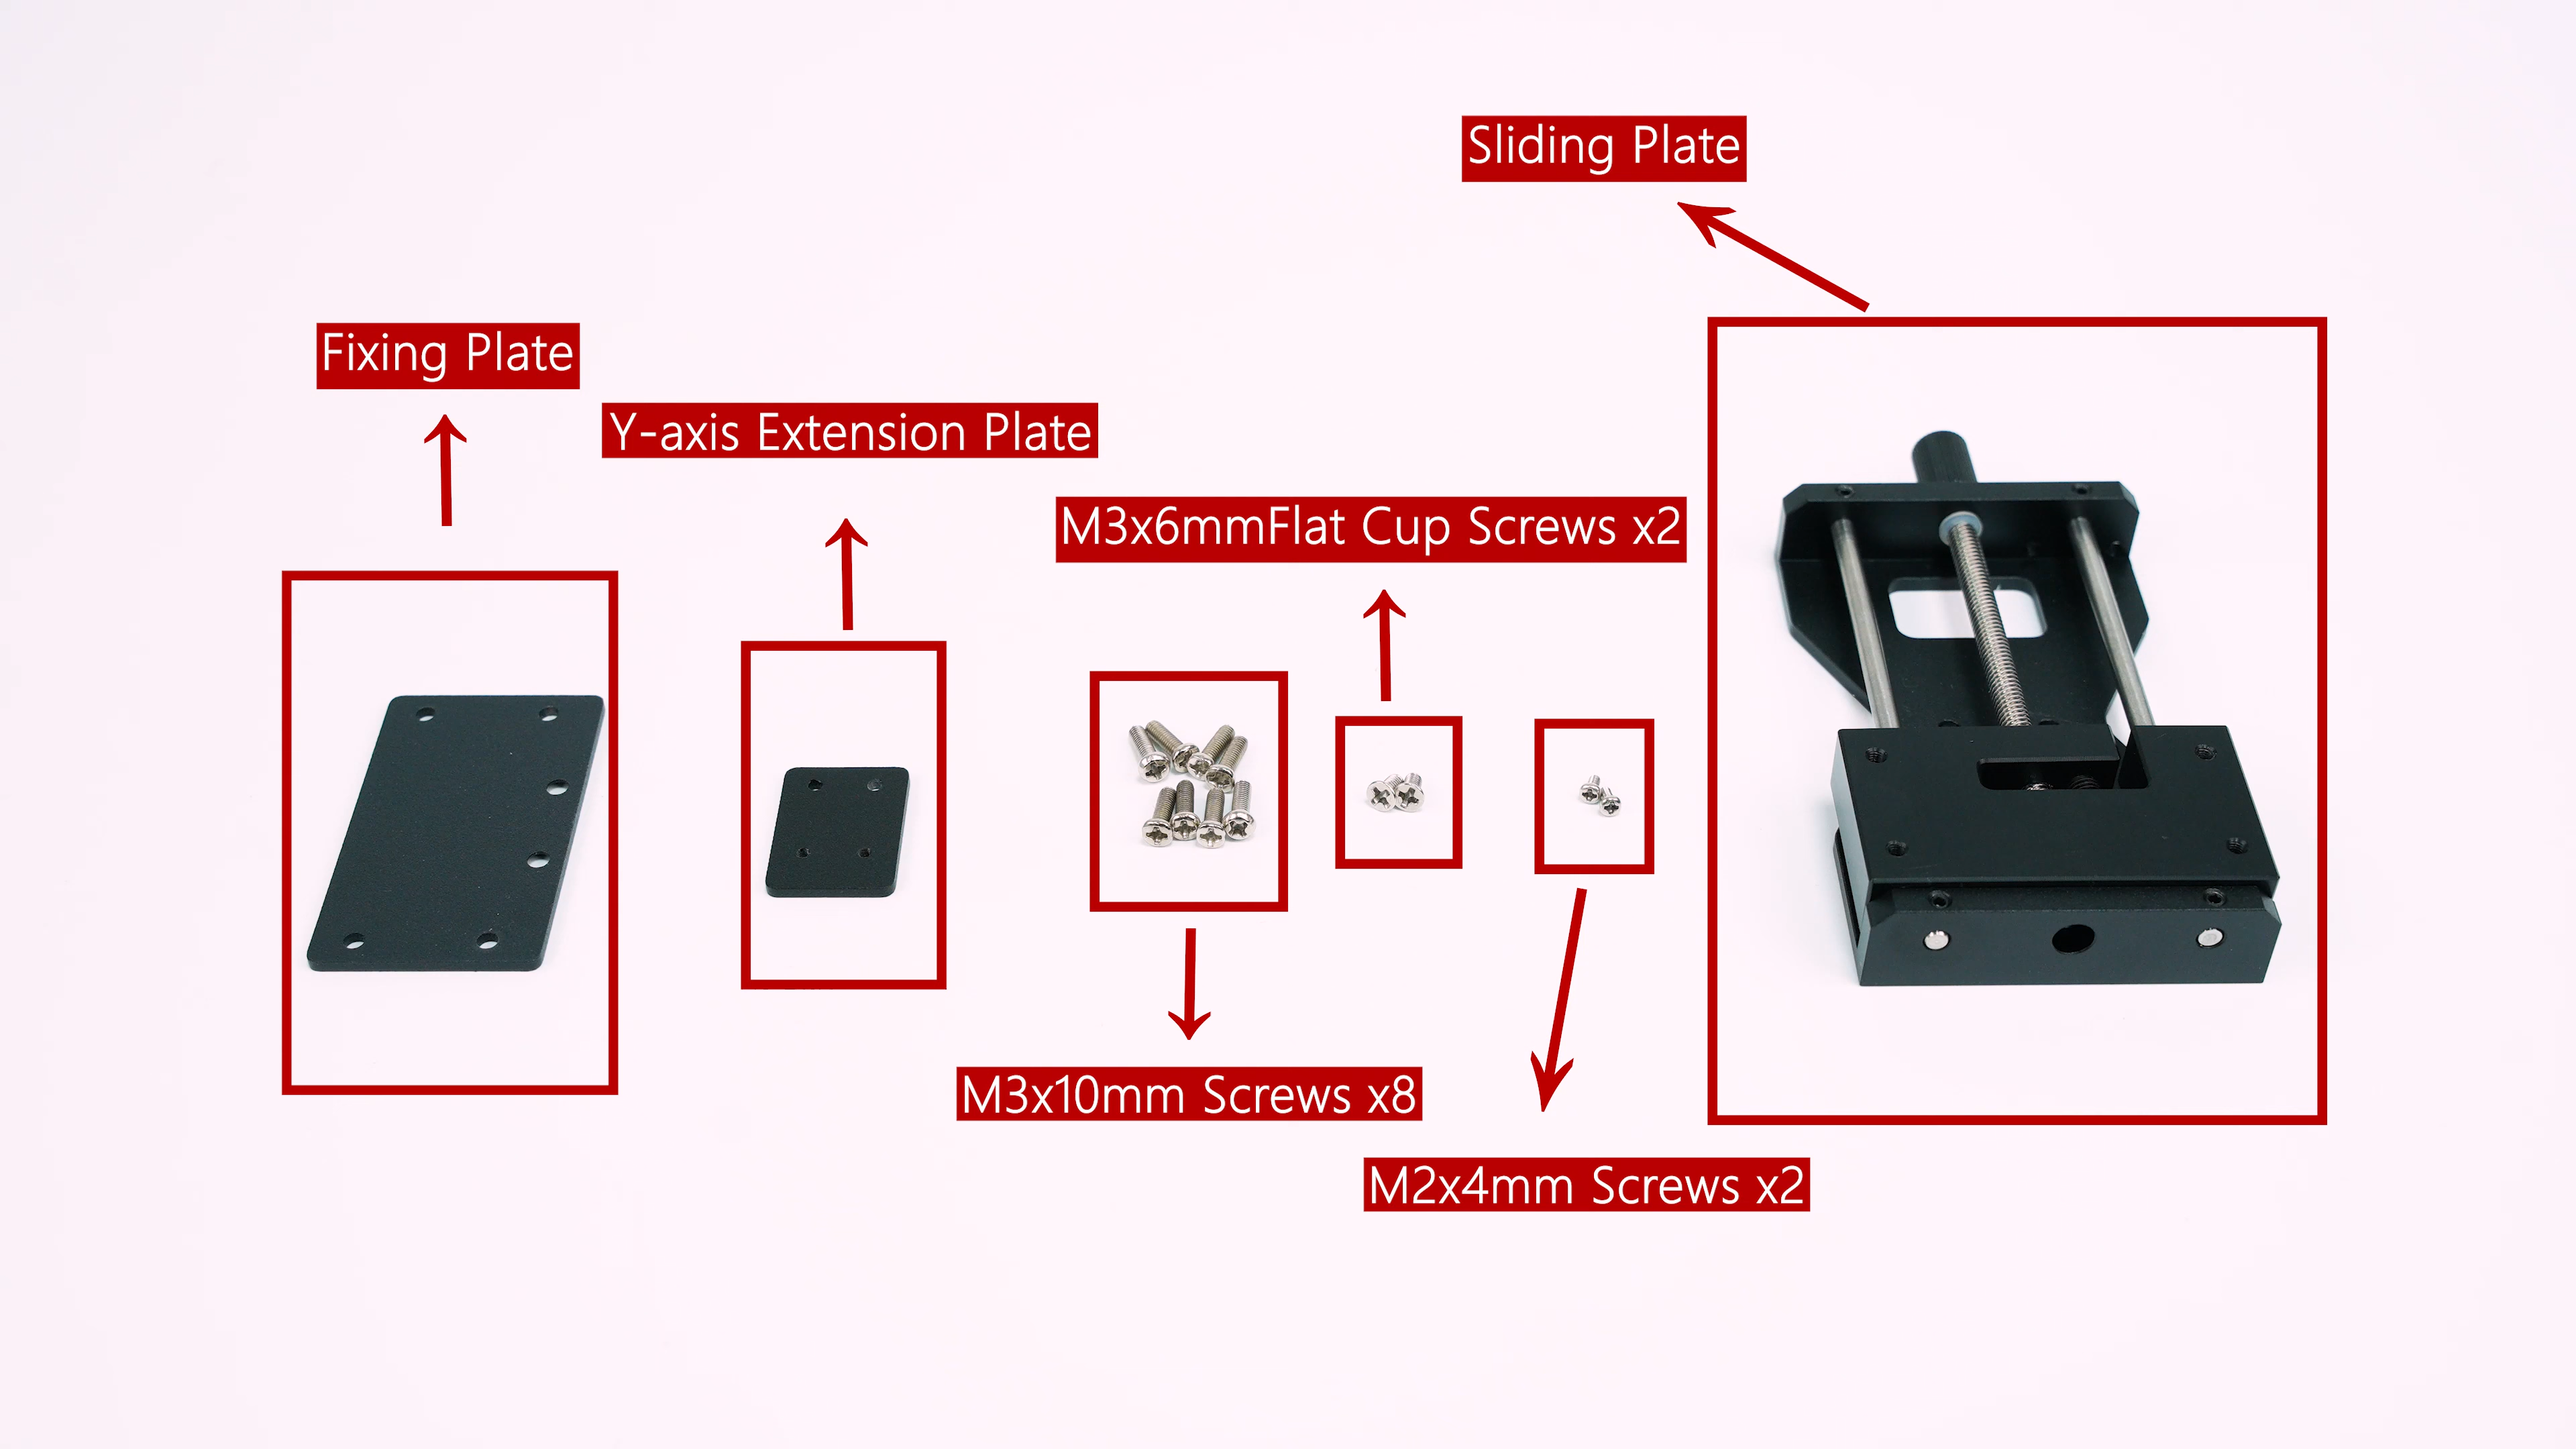 Sliding Plate
Fixing Plate
Y-axis Extension Plate
M3x6mmFlat Cup Screws x2
M3x10mm Screws x8
M2x4mm Screws x2